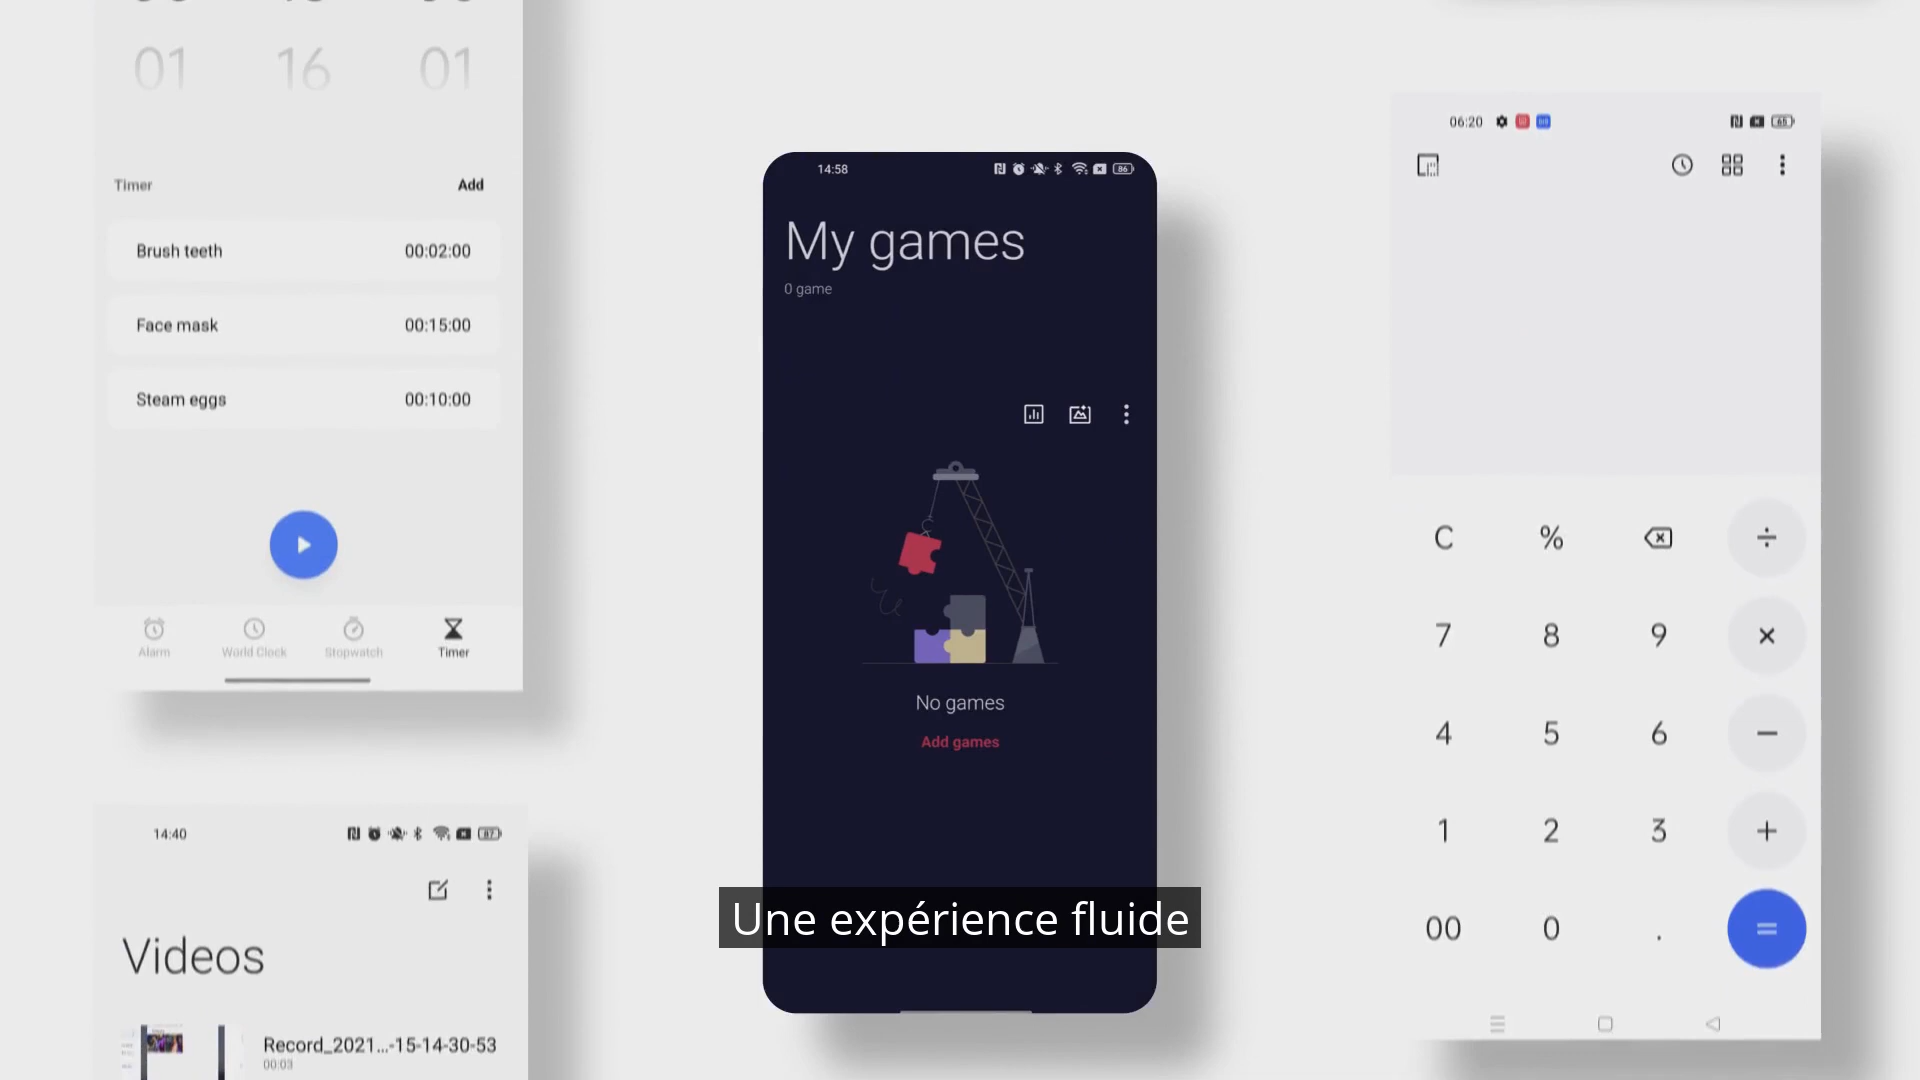 01 16 01
Timer Add
Brush teeth 00:02:00
Face mask 00:15:00
Steam eggs 00:10:00
Alarm World Clock Stopwatch Timer
14:40 87
Videos
Record_2021...-15-14-30-53
00:03
14:58 86
My games
0 game
No games
Add games
Une expérience fluide
06:20 65
C % ÷
7 8 9 ×
4 5 6 −
1 2 3 +
00 0 . =